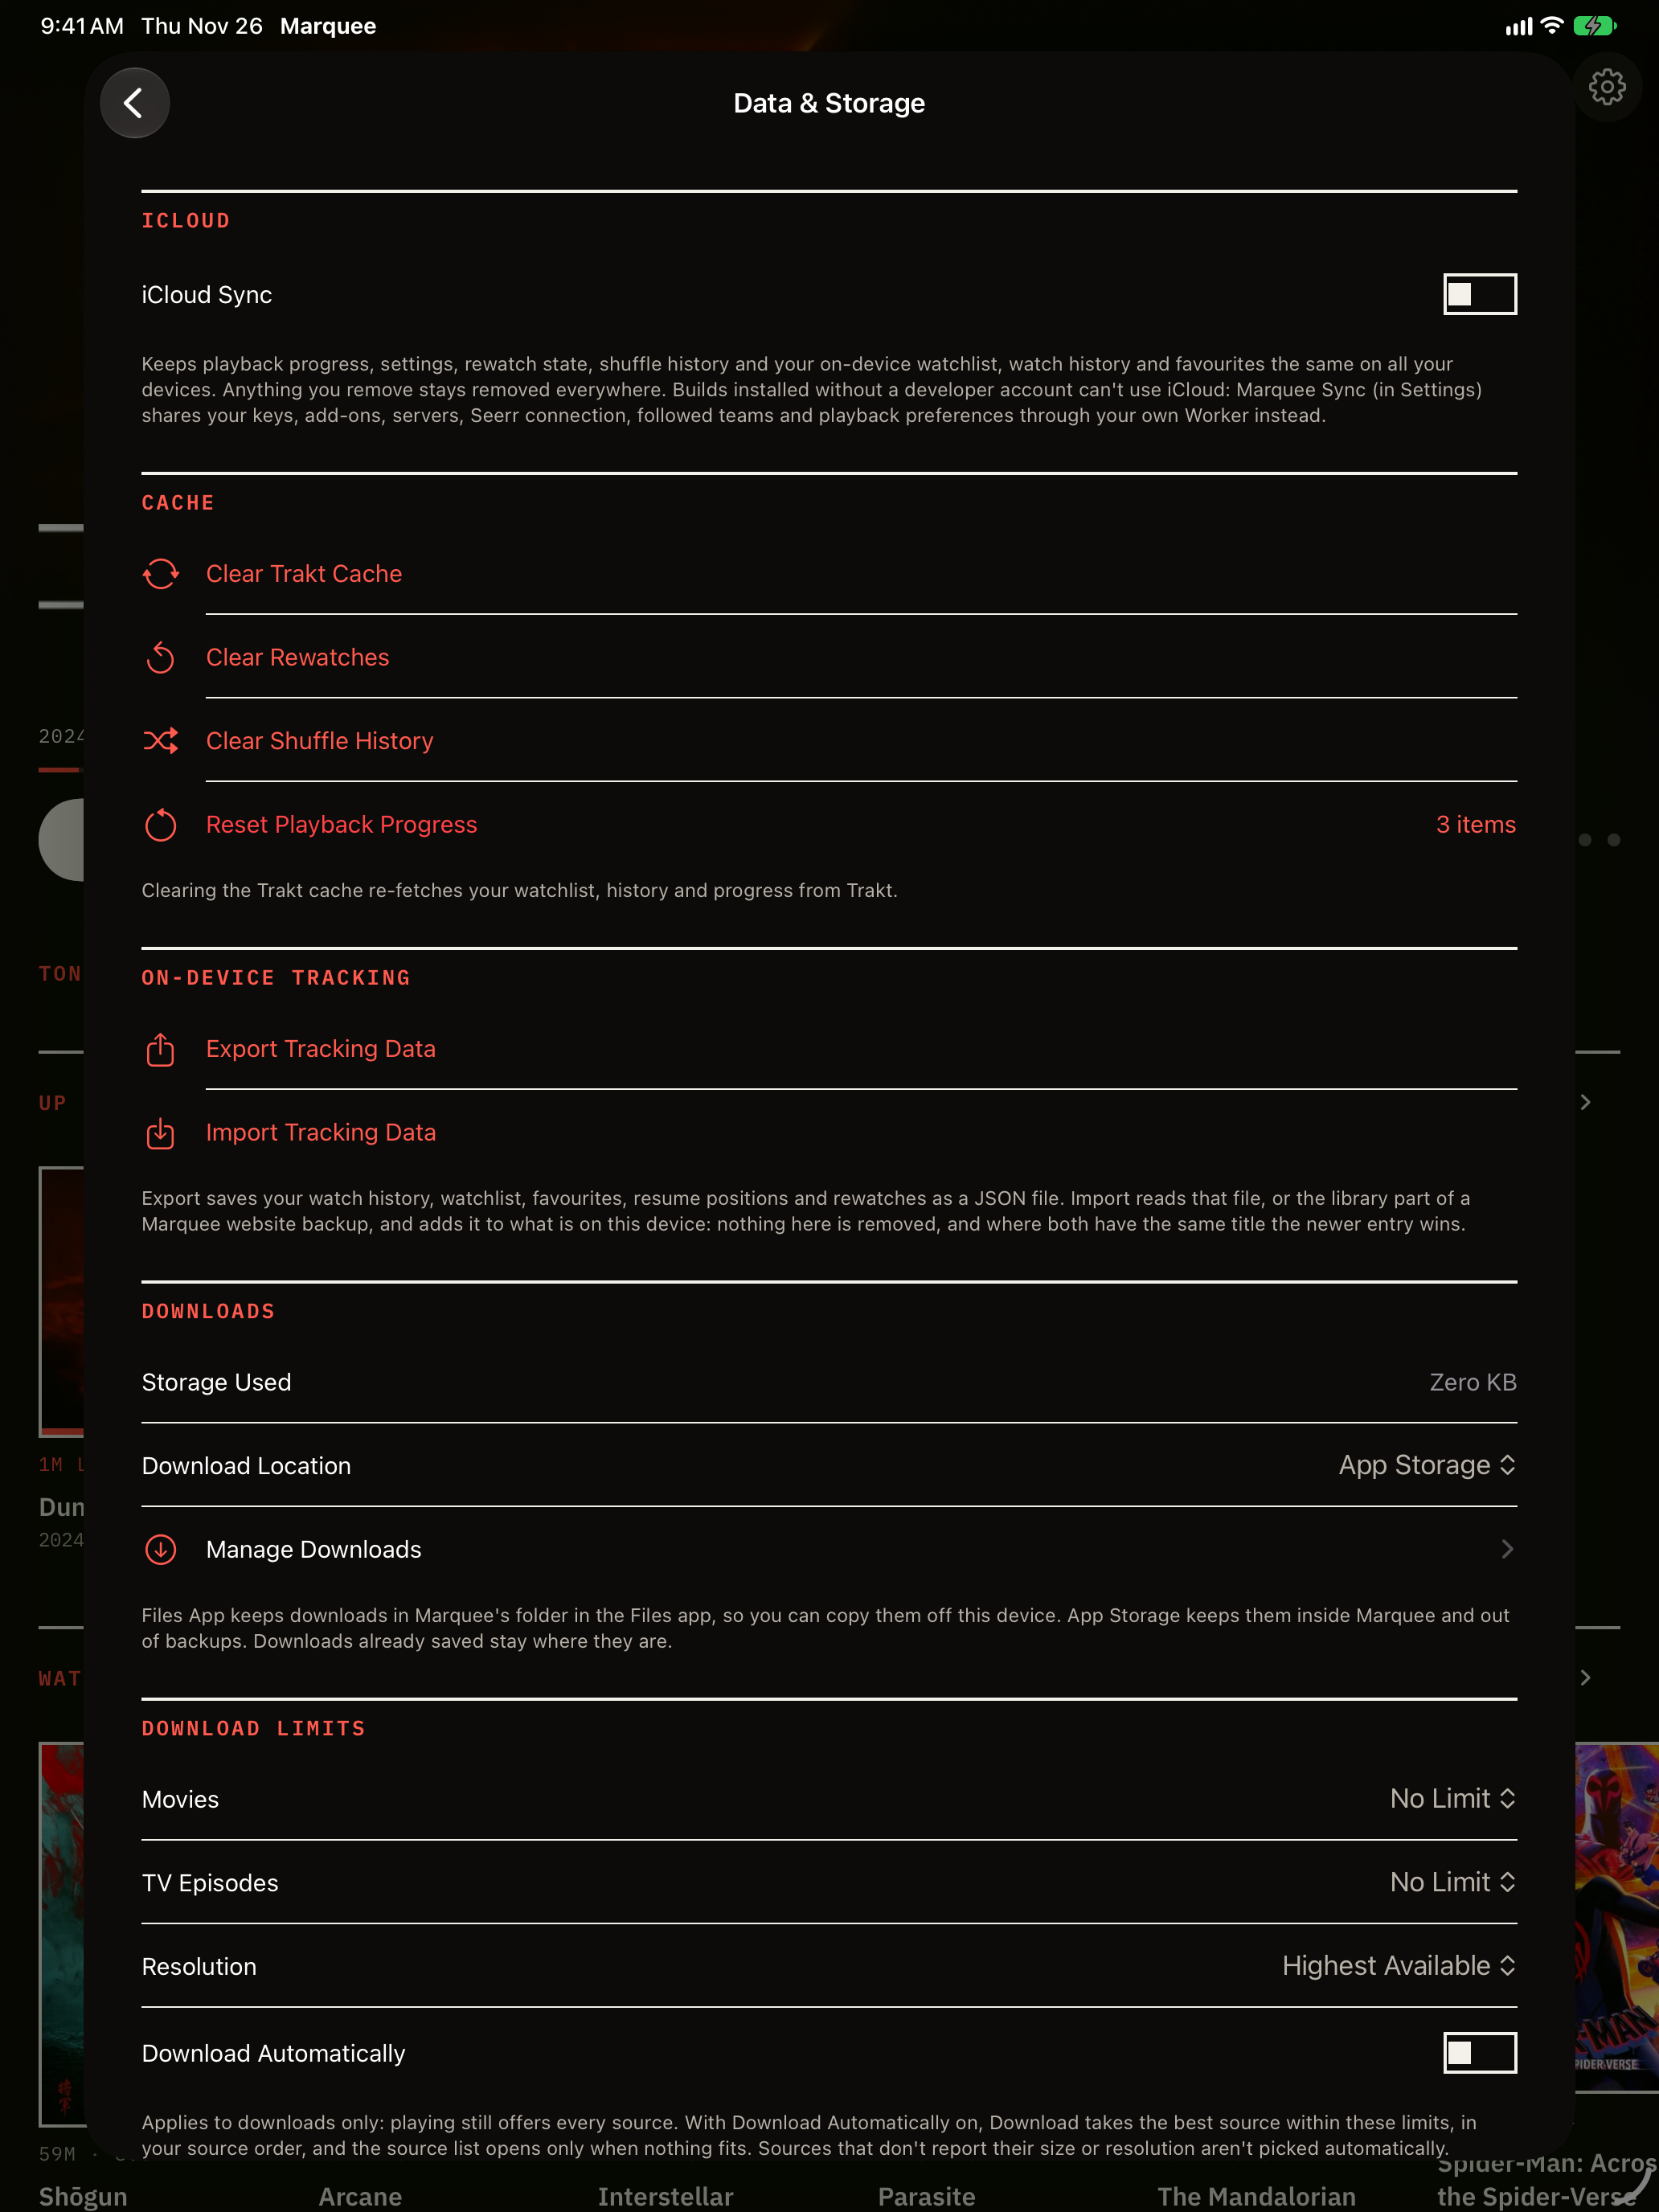 9:41 AM Thu Nov 26 Marquee
Data & Storage
ICLOUD
iCloud Sync
Keeps playback progress, settings, rewatch state, shuffle history and your on-device watchlist, watch history and favourites the same on all your
devices. Anything you remove stays removed everywhere. Builds installed without a developer account can't use iCloud: Marquee Sync (in Settings)
shares your keys, add-ons, servers, Seerr connection, followed teams and playback preferences through your own Worker instead.
CACHE
Clear Trakt Cache
Clear Rewatches
2024
Clear Shuffle History
Reset Playback Progress 3 items
Clearing the Trakt cache re-fetches your watchlist, history and progress from Trakt.
TON
ON-DEVICE TRACKING
Export Tracking Data
UP
Import Tracking Data
Export saves your watch history, watchlist, favourites, resume positions and rewatches as a JSON file. Import reads that file, or the library part of a
Marquee website backup, and adds it to what is on this device: nothing here is removed, and where both have the same title the newer entry wins.
DOWNLOADS
Storage Used Zero KB
Download Location App Storage
1M L
Dun
2024
Manage Downloads
Files App keeps downloads in Marquee's folder in the Files app, so you can copy them off this device. App Storage keeps them inside Marquee and out
of backups. Downloads already saved stay where they are.
WAT
DOWNLOAD LIMITS
Movies No Limit
TV Episodes No Limit
Resolution Highest Available
Download Automatically
Applies to downloads only: playing still offers every source. With Download Automatically on, Download takes the best source within these limits, in
your source order, and the source list opens only when nothing fits. Sources that don't report their size or resolution aren't picked automatically.
-MAN
SPIDER-VERSE
将軍
59M ·
Shōgun
Arcane
Interstellar
Parasite
The Mandalorian
Spider-Man: Acros
the Spider-Verse